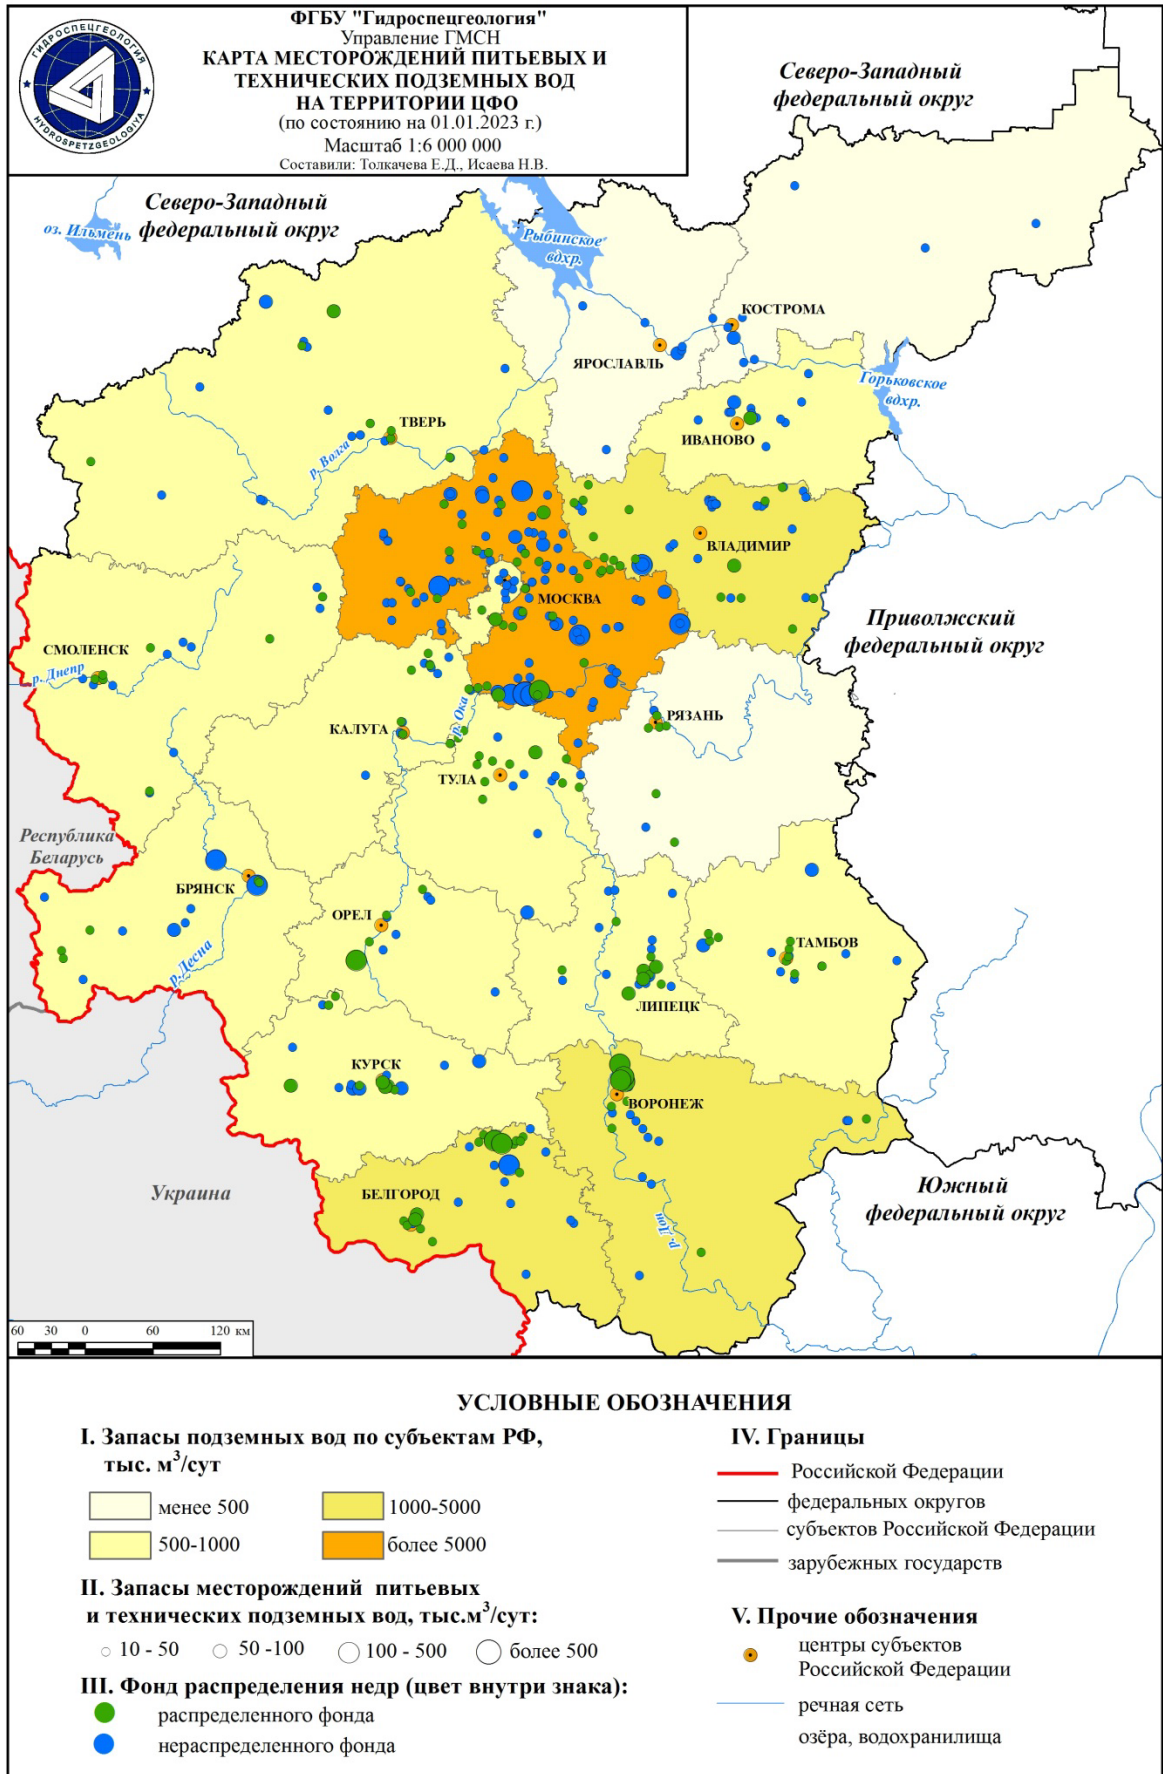 ФГБУ "Гидроспецгеология"
Управление ГМСН
КАРТА МЕСТОРОЖДЕНИЙ ПИТЬЕВЫХ И
ТЕХНИЧЕСКИХ ПОДЗЕМНЫХ ВОД
НА ТЕРРИТОРИИ ЦФО
(по состоянию на 01.01.2023 г.)
Масштаб 1:6 000 000
Составили: Толкачева Е.Д., Исаева Н.В.
ГИДРОСПЕЦГЕОЛОГИЯ
HYDROSPETZGEOLOGIYA
Северо-Западный
федеральный округ
Северо-Западный
федеральный округ
оз. Ильмень
Рыбинское
вдхр.
КОСТРОМА
ЯРОСЛАВЛЬ
Горьковское
вдхр.
ИВАНОВО
ТВЕРЬ
р. Волга
ВЛАДИМИР
МОСКВА
Приволжский
федеральный округ
СМОЛЕНСК
р. Днепр
РЯЗАНЬ
КАЛУГА
р. Ока
ТУЛА
Республика
Беларусь
БРЯНСК
ОРЕЛ
ТАМБОВ
р.Десна
ЛИПЕЦК
КУРСК
ВОРОНЕЖ
Украина
БЕЛГОРОД
Южный
федеральный округ
р. Дон
60 30 0 60 120 км
УСЛОВНЫЕ ОБОЗНАЧЕНИЯ
I. Запасы подземных вод по субъектам РФ,
тыс. м³/сут
менее 500
1000-5000
500-1000
более 5000
II. Запасы месторождений питьевых
и технических подземных вод, тыс.м³/сут:
10 - 50
50 -100
100 - 500
более 500
III. Фонд распределения недр (цвет внутри знака):
распределенного фонда
нераспределенного фонда
IV. Границы
Российской Федерации
федеральных округов
субъектов Российской Федерации
зарубежных государств
V. Прочие обозначения
центры субъектов
Российской Федерации
речная сеть
озёра, водохранилища